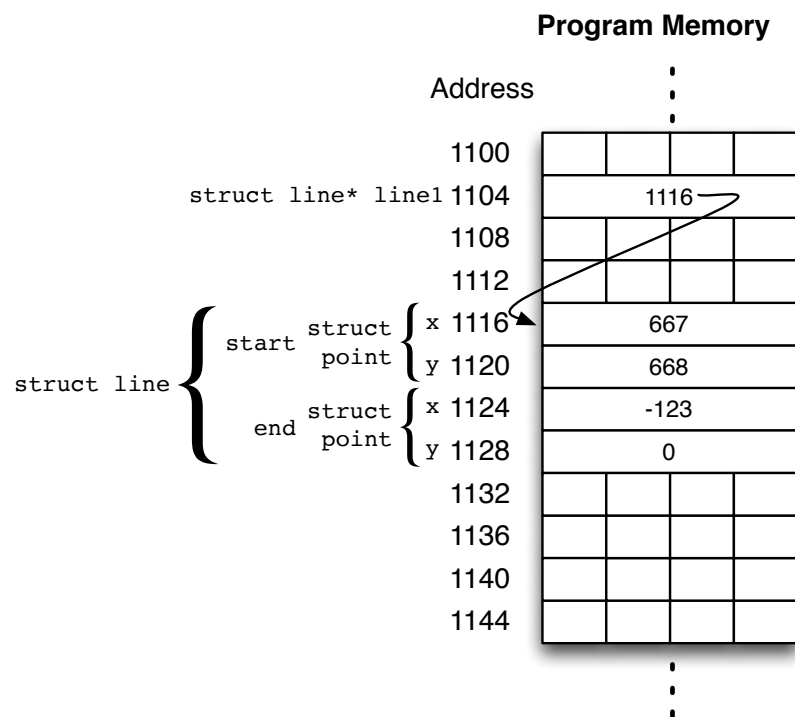 Program Memory
Address
1100
struct line* line1 1104 1116
1108
1112
x 1116 667
start struct
point
y 1120 668
struct line
x 1124 -123
end struct
point
y 1128 0
1132
1136
1140
1144